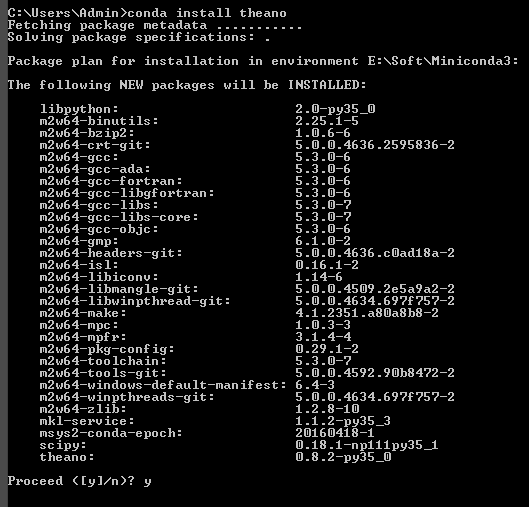 C:\Users\Admin>conda install theano
Fetching package metadata ...........
Solving package specifications: .
Package plan for installation in environment E:\Soft\Miniconda3:
The following NEW packages will be INSTALLED:
libpython: 2.0-py35_0
m2w64-binutils: 2.25.1-5
m2w64-bzip2: 1.0.6-6
m2w64-crt-git: 5.0.0.4636.2595836-2
m2w64-gcc: 5.3.0-6
m2w64-gcc-ada: 5.3.0-6
m2w64-gcc-fortran: 5.3.0-6
m2w64-gcc-libgfortran: 5.3.0-6
m2w64-gcc-libs: 5.3.0-7
m2w64-gcc-libs-core: 5.3.0-7
m2w64-gcc-objc: 5.3.0-6
m2w64-gmp: 6.1.0-2
m2w64-headers-git: 5.0.0.4636.c0ad18a-2
m2w64-isl: 0.16.1-2
m2w64-libiconv: 1.14-6
m2w64-libmangle-git: 5.0.0.4509.2e5a9a2-2
m2w64-libwinpthread-git: 5.0.0.4634.697f757-2
m2w64-make: 4.1.2351.a80a8b8-2
m2w64-mpc: 1.0.3-3
m2w64-mpfr: 3.1.4-4
m2w64-pkg-config: 0.29.1-2
m2w64-toolchain: 5.3.0-7
m2w64-tools-git: 5.0.0.4592.90b8472-2
m2w64-windows-default-manifest: 6.4-3
m2w64-winpthreads-git: 5.0.0.4634.697f757-2
m2w64-zlib: 1.2.8-10
mkl-service: 1.1.2-py35_3
msys2-conda-epoch: 20160418-1
scipy: 0.18.1-np111py35_1
theano: 0.8.2-py35_0
Proceed ([y]/n)? y